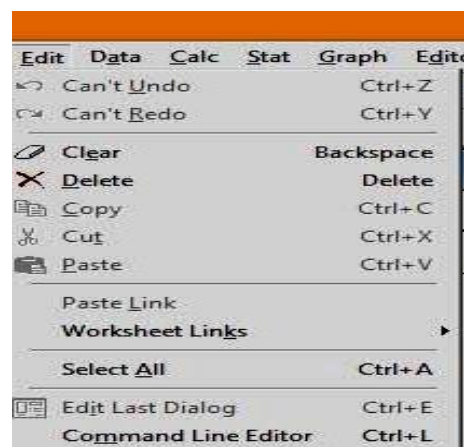 Edit Data Calc Stat Graph Edito
Can't Undo Ctrl+Z
Can't Redo Ctrl+Y
Clear Backspace
Delete Delete
Copy Ctrl+C
Cut Ctrl+X
Paste Ctrl+V
Paste Link
Worksheet Links
Select All Ctrl+A
Edit Last Dialog Ctrl+E
Command Line Editor Ctrl+L